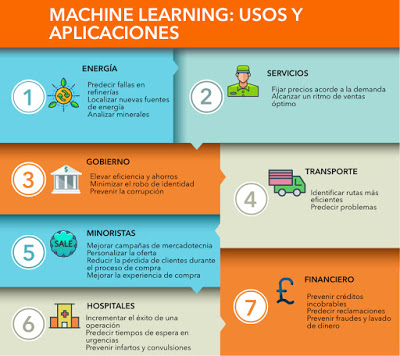 MACHINE LEARNING: USOS Y
APLICACIONES
1
ENERGÍA
Predecir fallas en
refinerías
Localizar nuevas fuentes
de energía
Analizar minerales
2
SERVICIOS
Fijar precios acorde a la demanda
Alcanzar un ritmo de ventas
óptimo
3
GOBIERNO
Elevar eficiencia y ahorros
Minimizar el robo de identidad
Prevenir la corrupción
4
TRANSPORTE
Identificar rutas más
eficientes
Predecir problemas
5
SALE
MINORISTAS
Mejorar campañas de mercadotecnia
Personalizar la oferta
Reducir la pérdida de clientes durante
el proceso de compra
Mejorar la experiencia de compra
6
HOSPITALES
Incrementar el éxito de una
operación
Predecir tiempos de espera en
urgencias
Prevenir infartos y convulsiones
7
£
FINANCIERO
Prevenir créditos
incobrables
Predecir reclamaciones
Prevenir fraudes y lavado
de dinero